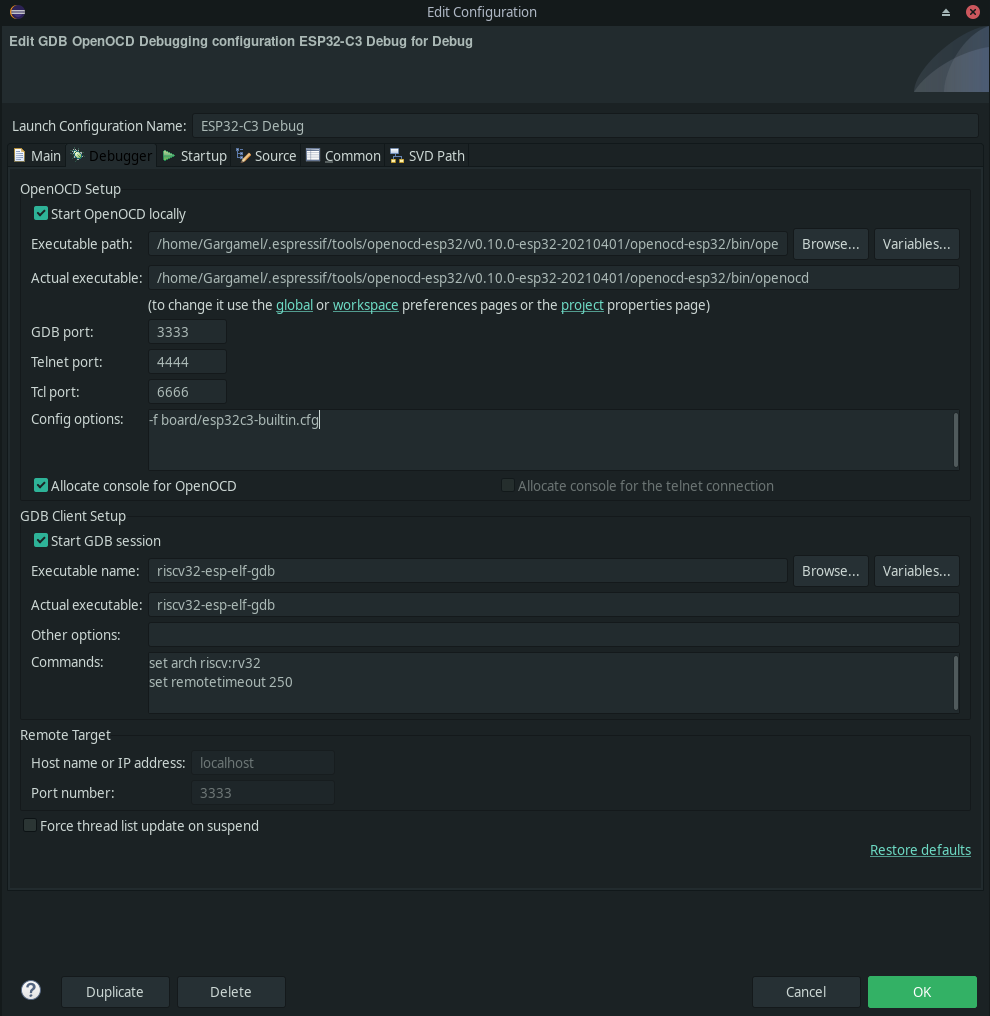 Edit Configuration
Edit GDB OpenOCD Debugging configuration ESP32-C3 Debug for Debug
Launch Configuration Name: ESP32-C3 Debug
Main Debugger Startup Source Common SVD Path
OpenOCD Setup
Start OpenOCD locally
Executable path: /home/Gargamel/.espressif/tools/openocd-esp32/v0.10.0-esp32-20210401/openocd-esp32/bin/ope Browse... Variables...
Actual executable: /home/Gargamel/.espressif/tools/openocd-esp32/v0.10.0-esp32-20210401/openocd-esp32/bin/openocd
(to change it use the global or workspace preferences pages or the project properties page)
GDB port: 3333
Telnet port: 4444
Tcl port: 6666
Config options: -f board/esp32c3-builtin.cfg
Allocate console for OpenOCD Allocate console for the telnet connection
GDB Client Setup
Start GDB session
Executable name: riscv32-esp-elf-gdb Browse... Variables...
Actual executable: riscv32-esp-elf-gdb
Other options:
Commands: set arch riscv:rv32
set remotetimeout 250
Remote Target
Host name or IP address: localhost
Port number: 3333
Force thread list update on suspend
Restore defaults
? Duplicate Delete Cancel OK